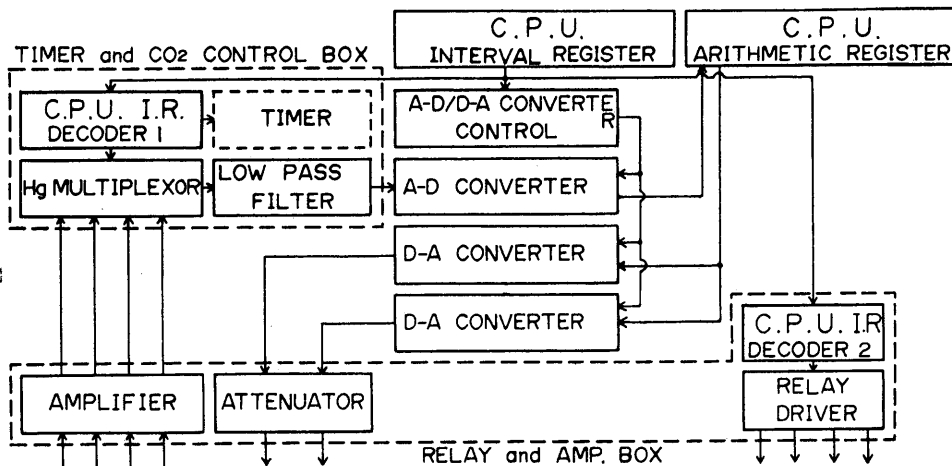 C.P.U.
INTERVAL REGISTER
C.P.U.
ARITHMETIC REGISTER
TIMER and CO2 CONTROL BOX
C.P.U. I.R.
DECODER 1
TIMER
A-D/D-A CONVERTER
CONTROL
Hg MULTIPLEXOR
LOW PASS
FILTER
A-D CONVERTER
D-A CONVERTER
D-A CONVERTER
C.P.U. I.R
DECODER 2
AMPLIFIER
ATTENUATOR
RELAY
DRIVER
RELAY and AMP. BOX